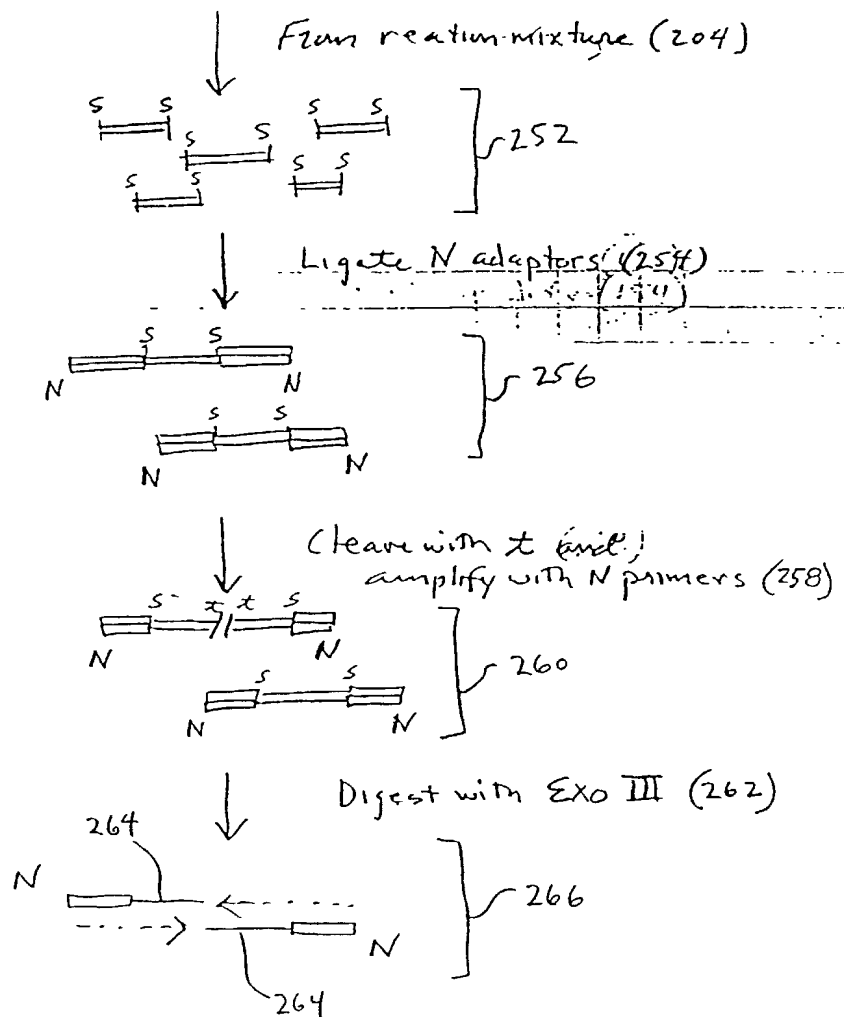 From reation mixture (204)
S S S S
S S
S S S S
252
Ligate N adaptors (254)
S S
N N
256
S S
N N
Cleave with t and
amplify with N primers (258)
S t t S
N N
S S
260
N N
Digest with Exo III (262)
264
N
266
N
264